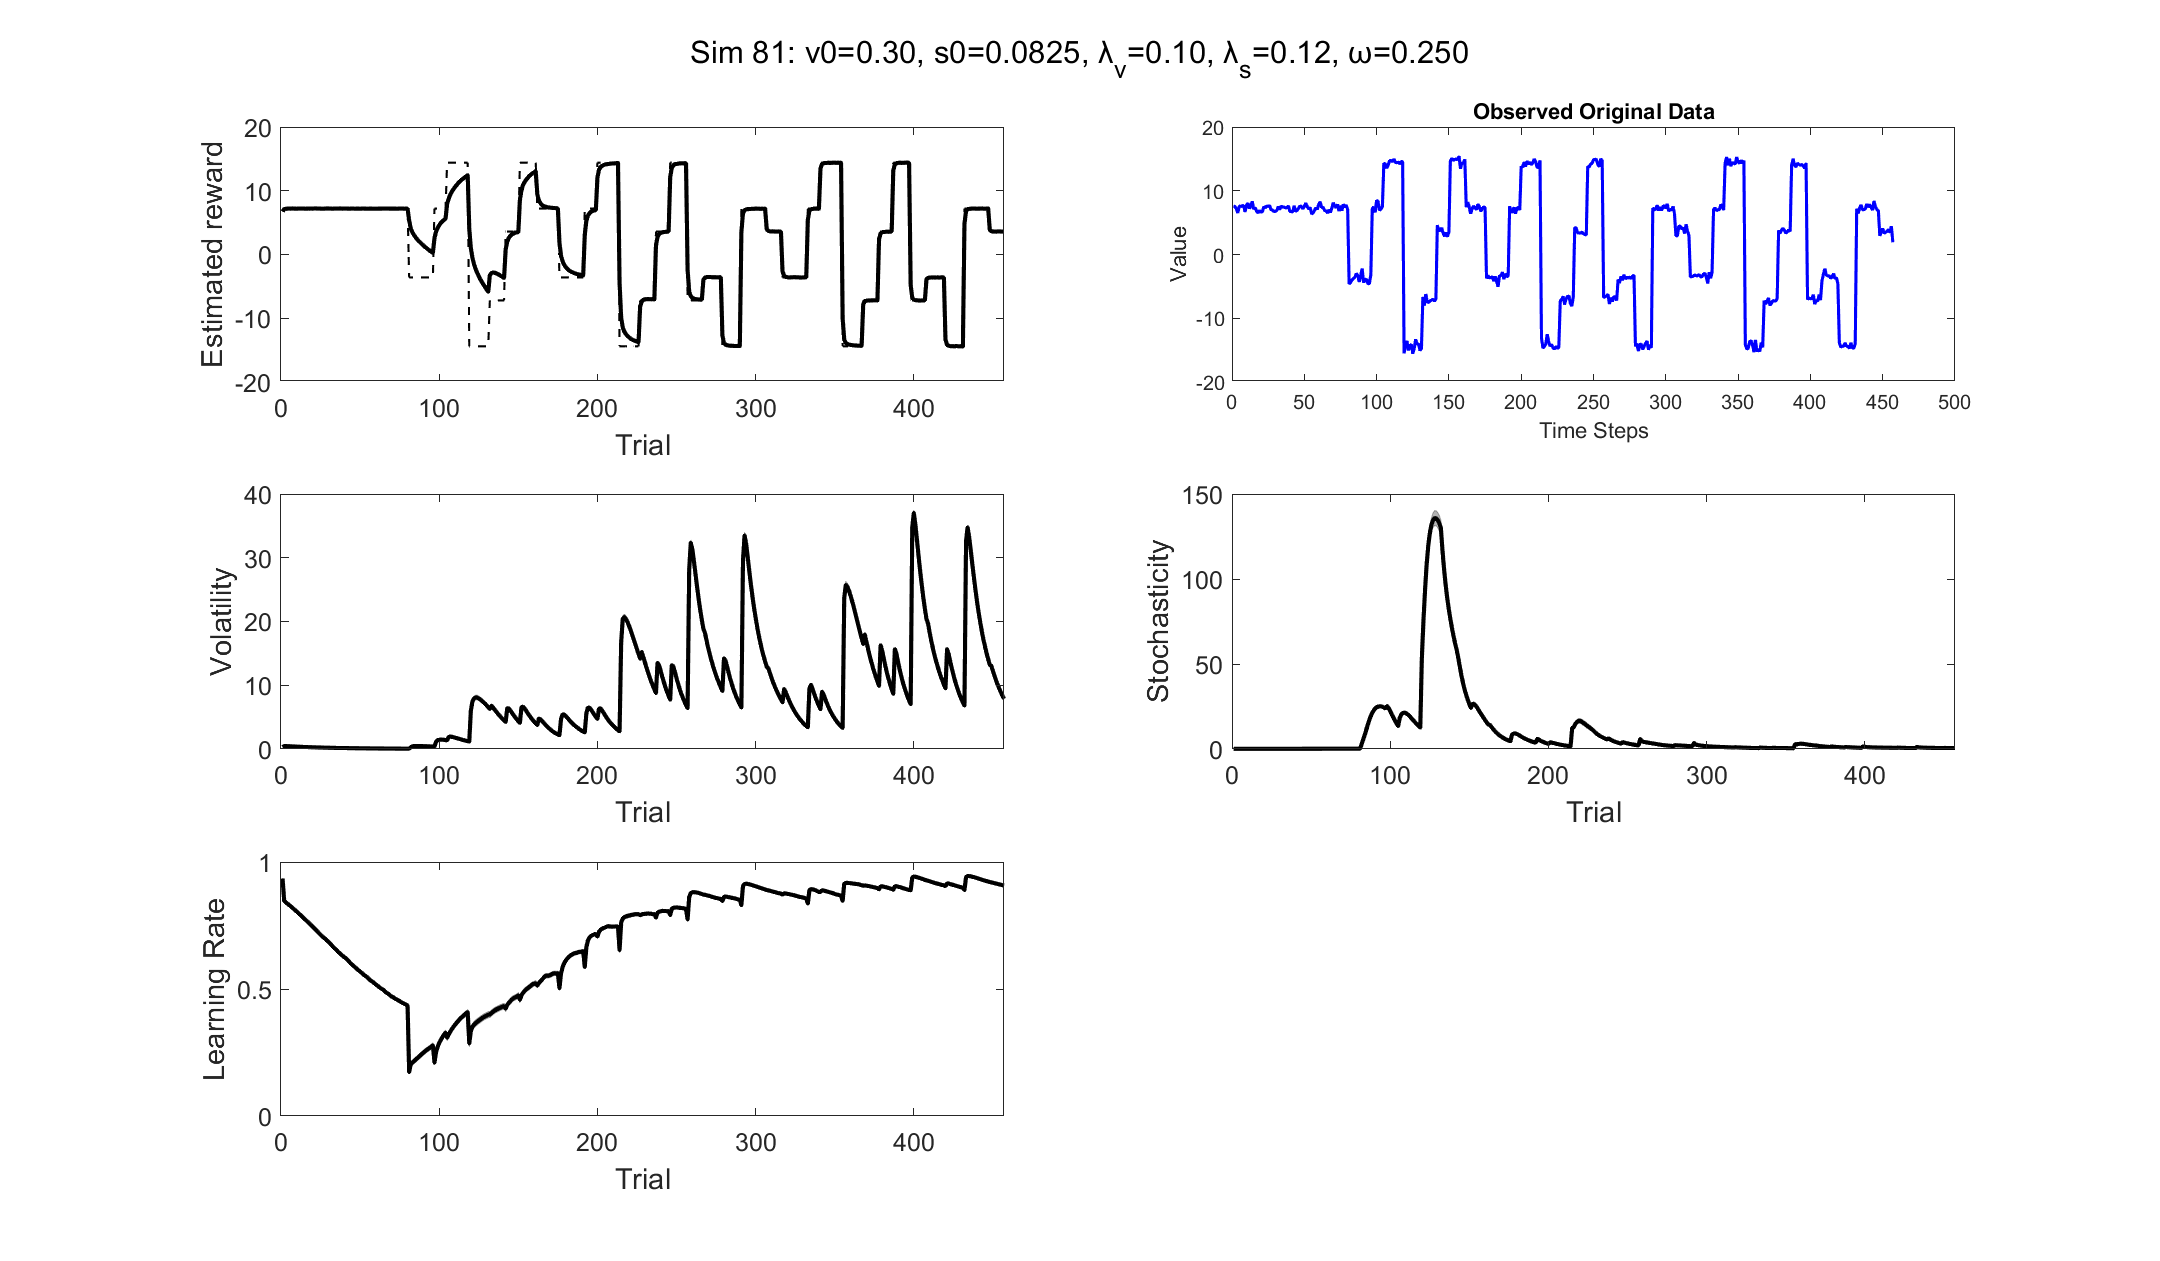 Sim 81: v0=0.30, s0=0.0825, λ_v=0.10, λ_s=0.12, ω=0.250
Estimated reward
20
10
0
-10
-20
0 100 200 300 400
Trial
Observed Original Data
Value
20
10
0
-10
-20
0 50 100 150 200 250 300 350 400 450 500
Time Steps
Volatility
40
30
20
10
0
0 100 200 300 400
Trial
Stochasticity
150
100
50
0
0 100 200 300 400
Trial
Learning Rate
1
0.5
0
0 100 200 300 400
Trial